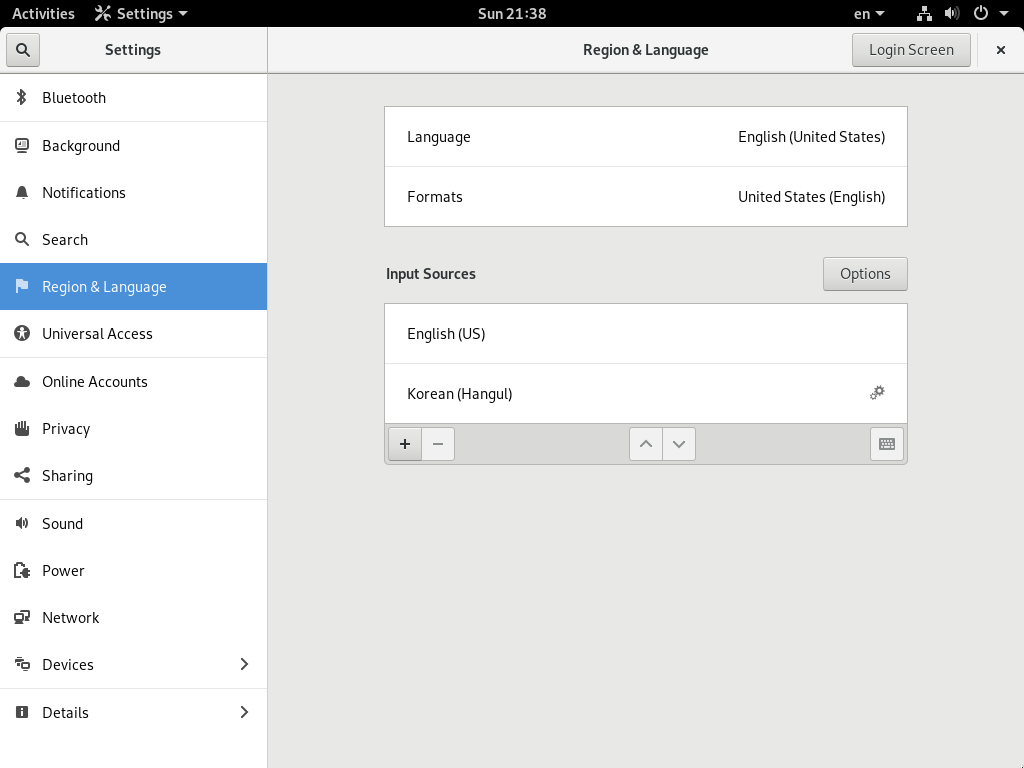 Activities Settings Sun 21:38 en
Settings Region & Language Login Screen
Bluetooth
Background
Notifications
Search
Region & Language
Universal Access
Online Accounts
Privacy
Sharing
Sound
Power
Network
Devices
Details
Language English (United States)
Formats United States (English)
Input Sources Options
English (US)
Korean (Hangul)